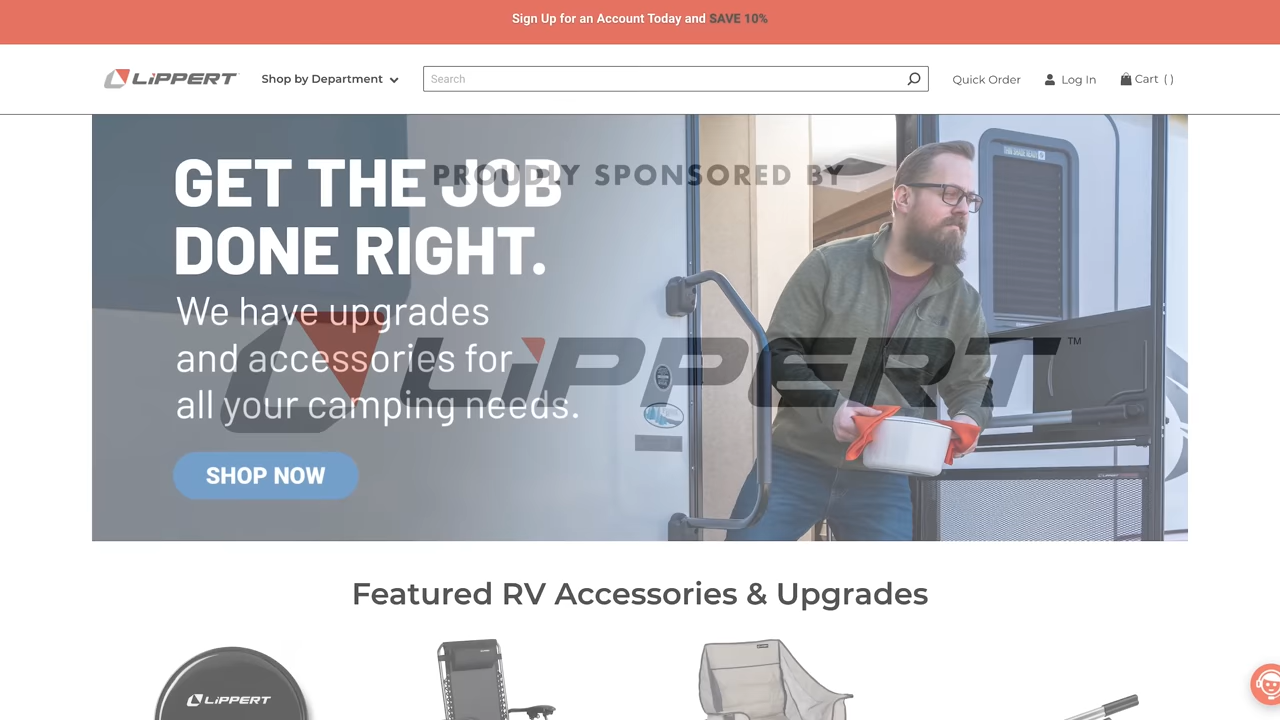 Sign Up for an Account Today and SAVE 10%
LiPPERT
Shop by Department
Search
Quick Order
Log In
Cart ( )
PROUDLY SPONSORED BY
GET THE JOB
DONE RIGHT.
We have upgrades
and accessories for
all your camping needs.
LiPPERT™
SHOP NOW
Featured RV Accessories & Upgrades
LiPPERT